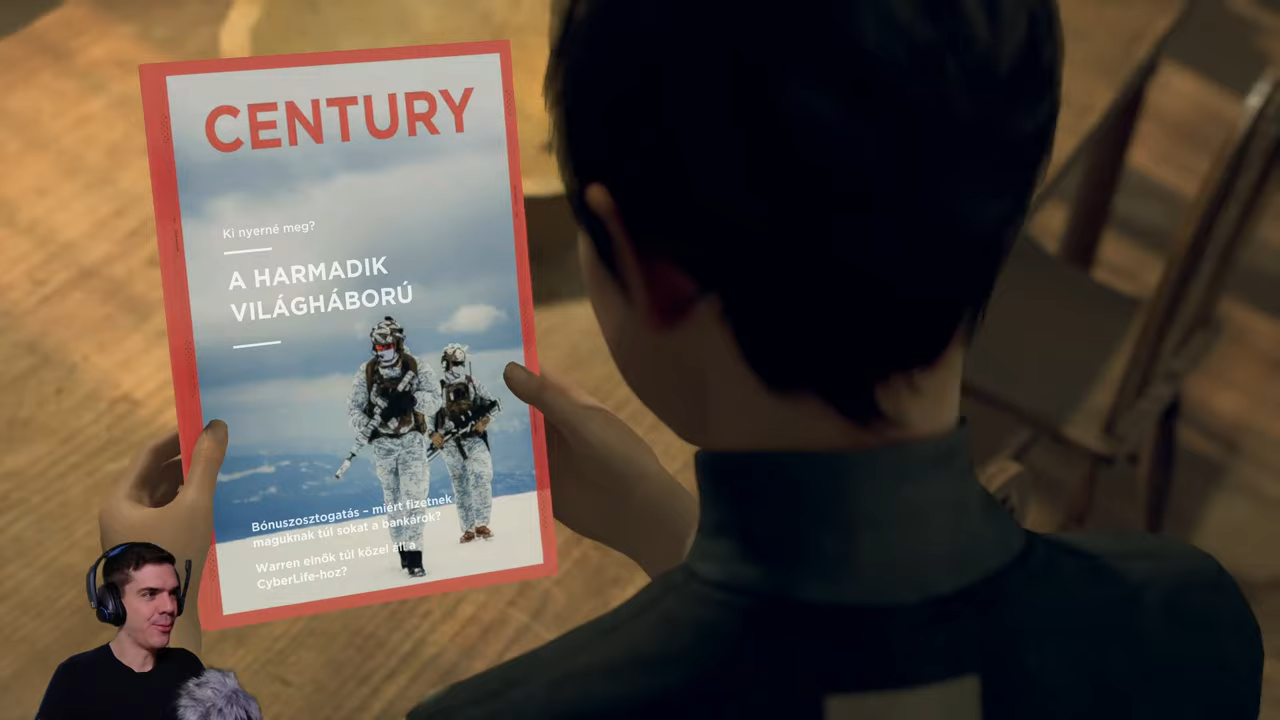 CENTURY
Ki nyerné meg?
A HARMADIK
VILÁGHÁBORÚ
Bónuszosztogatás – miért fizetnek
maguknak túl sokat a bankárok?
Warren elnök túl közel áll a
CyberLife-hoz?